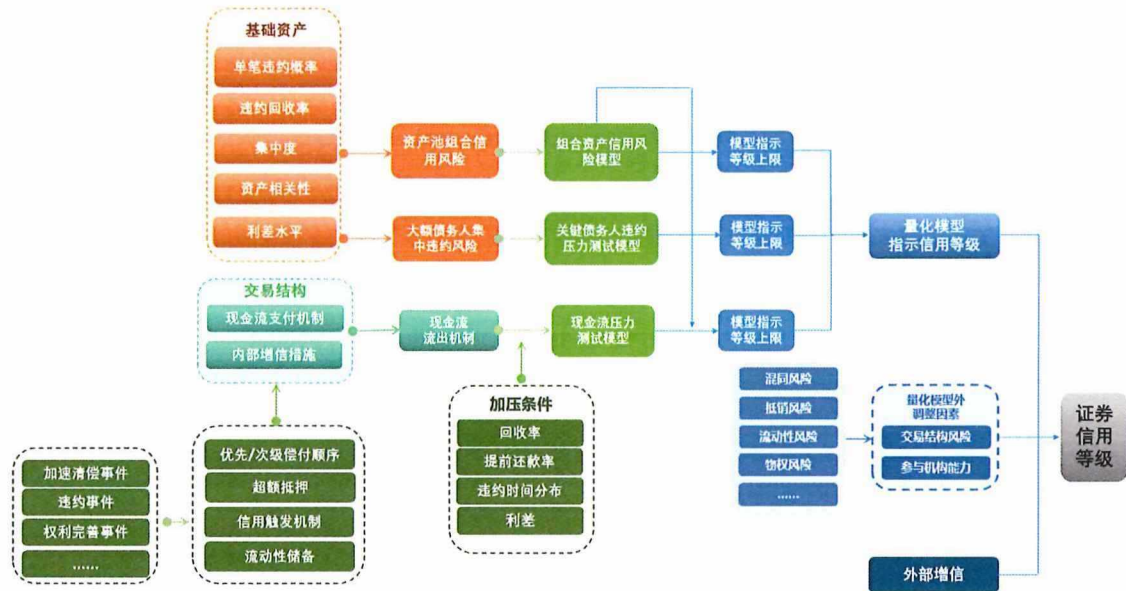 基础资产
单笔违约概率
违约回收率
集中度
资产相关性
利差水平
资产池组合信
用风险
大额债务人集
中违约风险
组合资产信用风
险模型
关键债务人违约
压力测试模型
模型指示
等级上限
模型指示
等级上限
量化模型
指示信用等级
交易结构
现金流支付机制
内部增信措施
现金流
流出机制
现金流压力
测试模型
模型指示
等级上限
加压条件
回收率
提前还款率
违约时间分布
利差
混同风险
抵销风险
流动性风险
物权风险
……
量化模型外
调整因素
交易结构风险
参与机构能力
证券
信用
等级
加速清偿事件
违约事件
权利完善事件
……
优先/次级偿付顺序
超额抵押
信用触发机制
流动性储备
外部增信